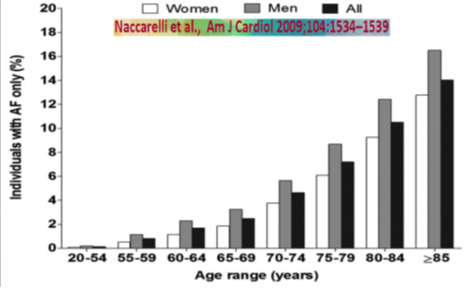 Women Men All
Naccarelli et al., Am J Cardiol 2009;104:1534–1539
Individuals with AF only (%)
20
18
16
14
12
10
8
6
4
2
0
20-54 55-59 60-64 65-69 70-74 75-79 80-84 ≥85
Age range (years)